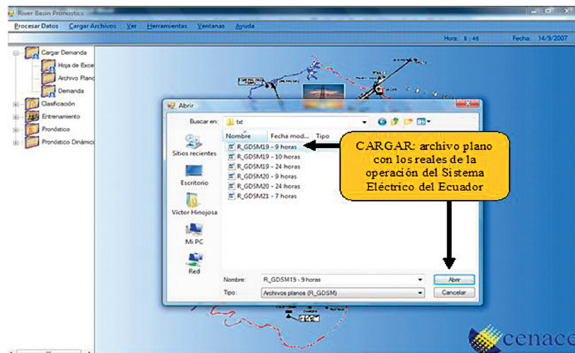 River Basin Pronostics
Procesar Datos Cargar Archivos Ver Herramientas Ventanas Ayuda
Hora: 8 : 46 Fecha: 14/9/2007
Cargar Demanda
Hoja de Exce
Archivo Plano
Demanda
Clasificación
Entrenamiento
Pronóstico
Pronóstico Dinámico
Abrir
Buscar en: txt
Nombre Fecha mod... Tipo
R_GDSM19 - 9 horas
R_GDSM19 - 10 horas
R_GDSM19 - 24 horas
R_GDSM20 - 9 horas
R_GDSM20 - 24 horas
R_GDSM21 - 7 horas
Sitios recientes
Escritorio
Victor Hinojosa
Mi PC
Red
CARGAR: archivo plano
con los reales de la
operación del Sistema
Eléctrico del Ecuador
Nombre: R_GDSM19 - 9 horas Abrir
Tipo: Archivos planos (R_GDSM) Cancelar
cenace